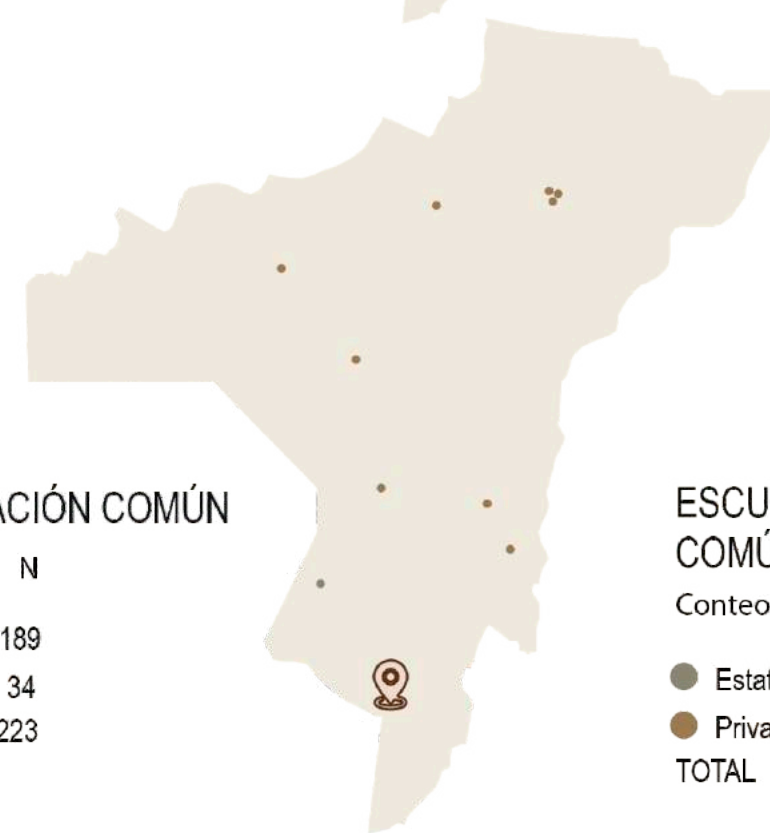 ACIÓN COMÚN
N
189
34
223
ESCU
COMÚ
Conteo
Estat
Priva
TOTAL